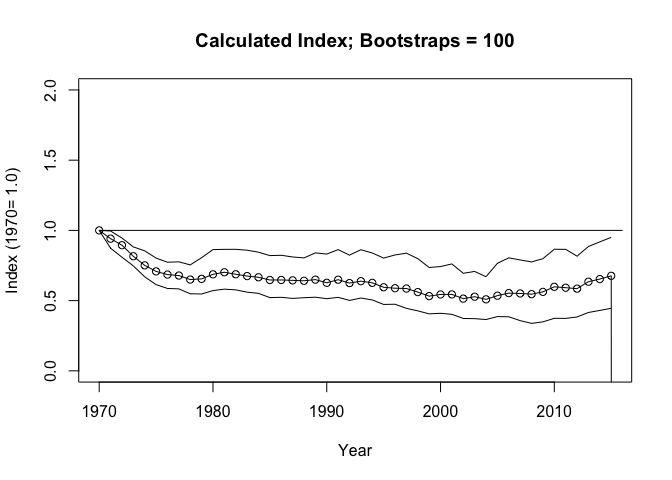 Calculated Index; Bootstraps = 100
Index (1970= 1.0)
2.0
1.5
1.0
0.5
0.0
1970 1980 1990 2000 2010
Year